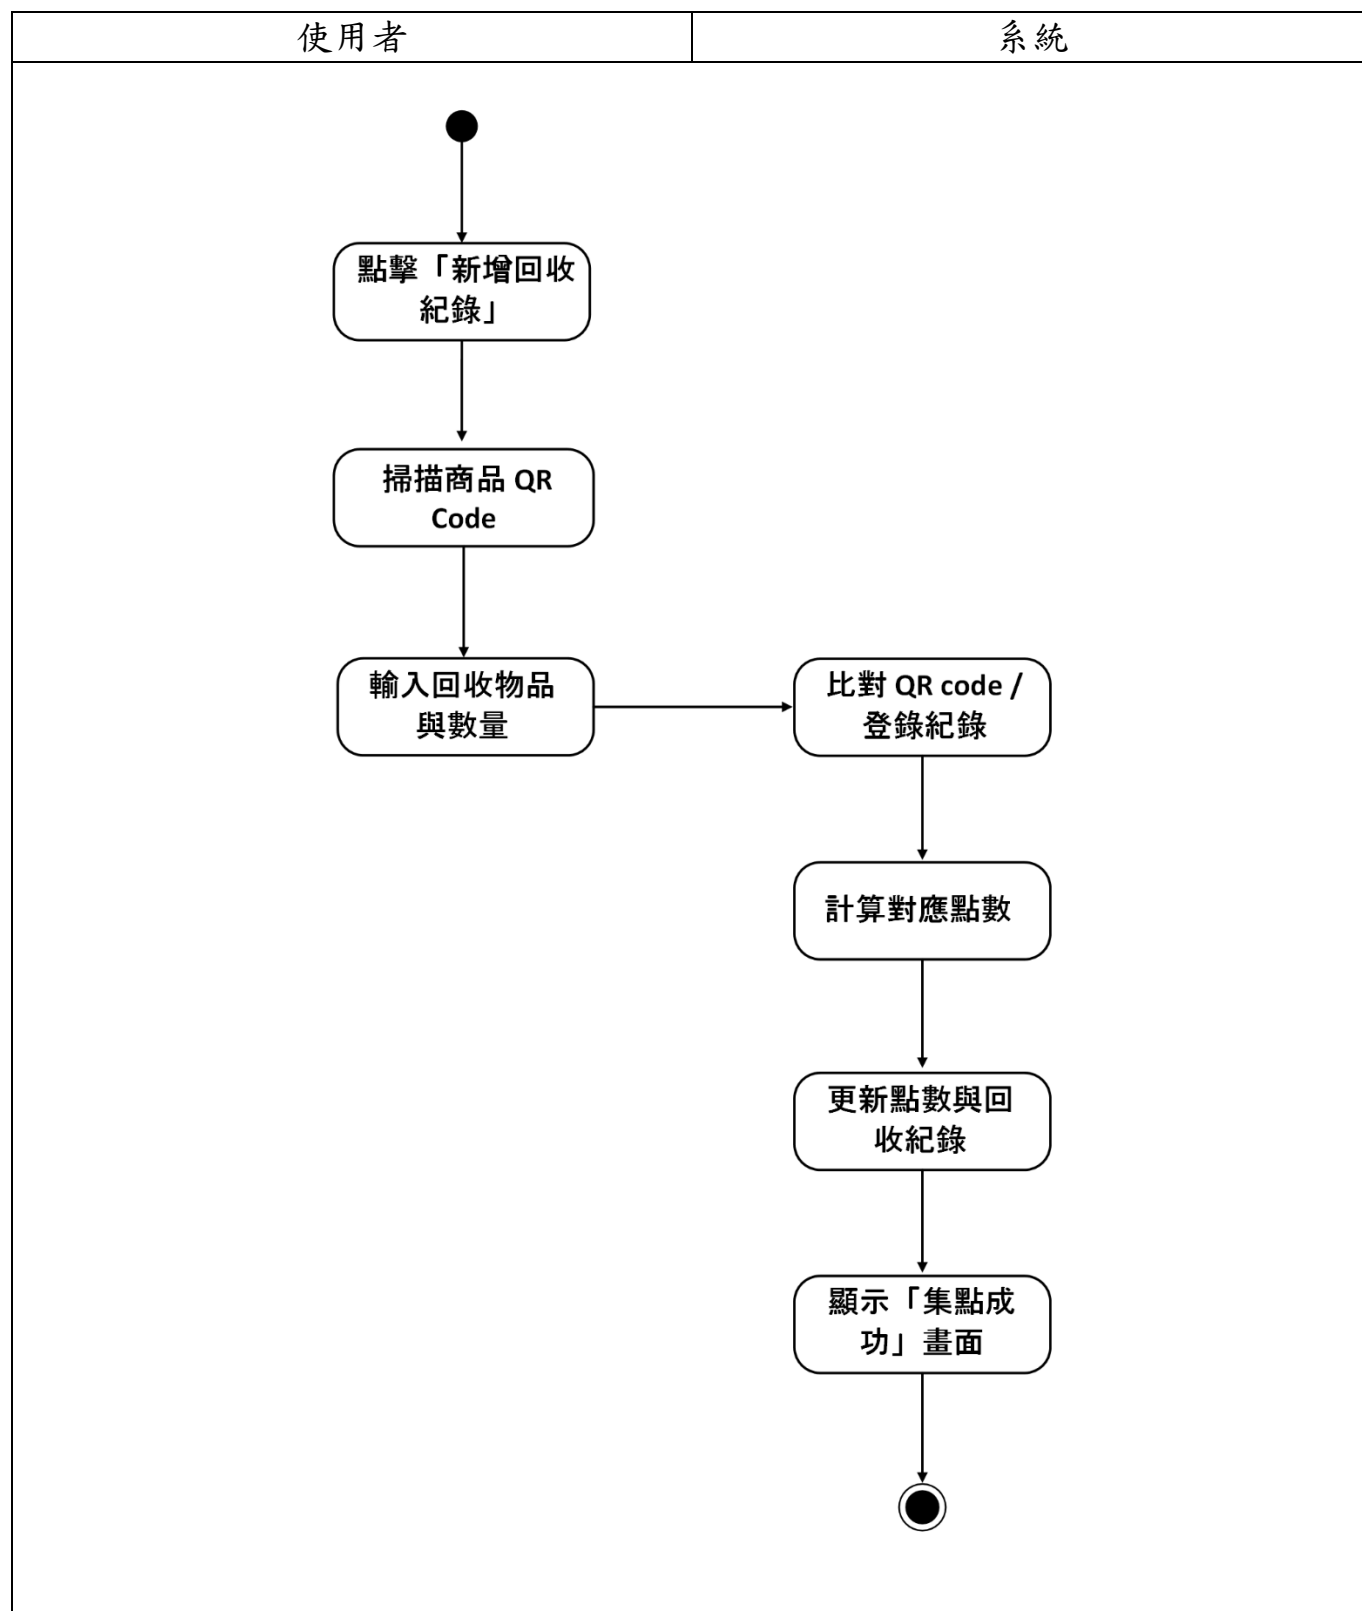 使用者
系統
點擊「新增回收
紀錄」
掃描商品 QR
Code
輸入回收物品
與數量
比對 QR code /
登錄紀錄
計算對應點數
更新點數與回
收紀錄
顯示「集點成
功」畫面